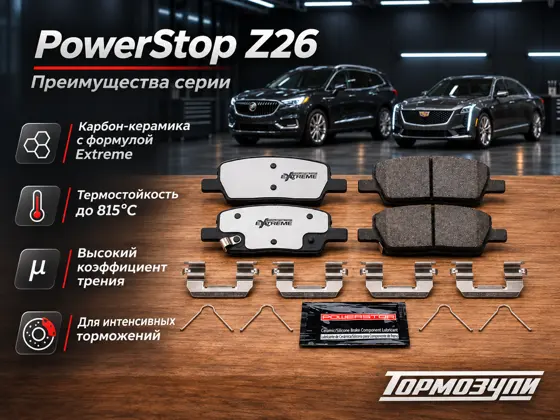 PowerStop Z26
Преимущества серии
Карбон-керамика
с формулой
Extreme
Термостойкость
до 815°C
μ
Высокий
коэффициент
трения
Для интенсивных
торможений
EXTREME
EXTREME
POWERSTOP
Ceramic/Silicone Brake Component Lubricant
ТОРМОЗУПИ